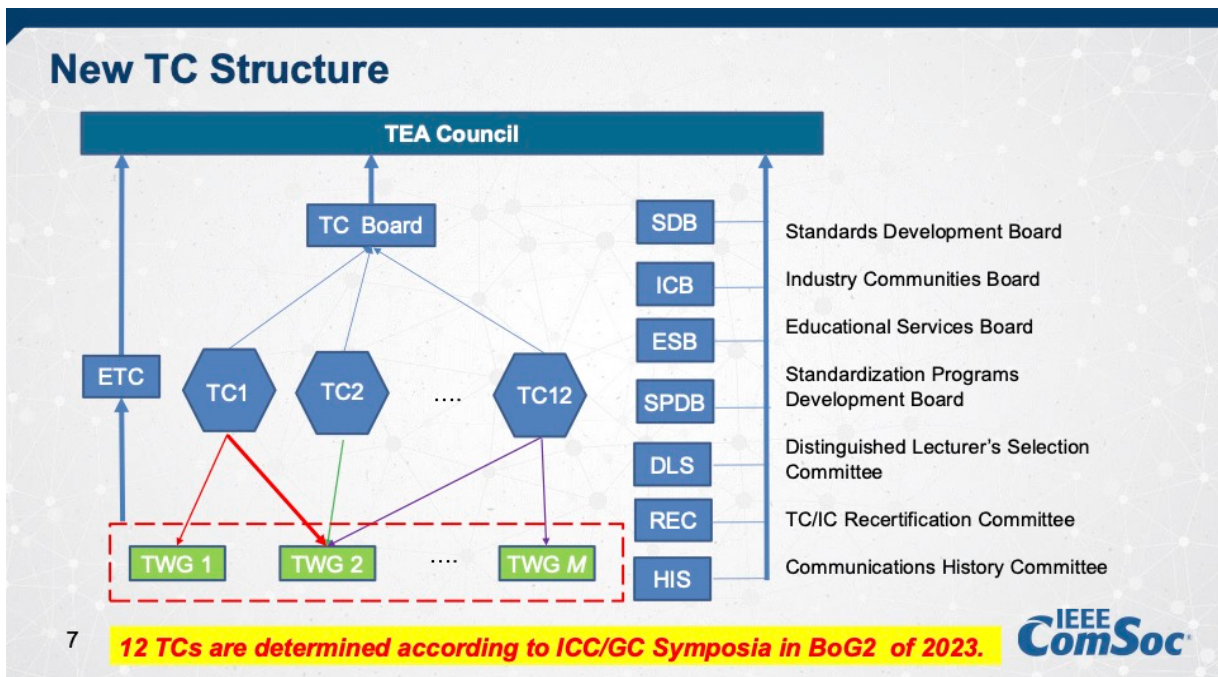 New TC Structure
TEA Council
TC Board
SDB
Standards Development Board
ICB
Industry Communities Board
ESB
Educational Services Board
ETC
TC1
TC2
....
TC12
SPDB
Standardization Programs
Development Board
DLS
Distinguished Lecturer's Selection
Committee
REC
TC/IC Recertification Committee
TWG 1
TWG 2
....
TWG M
HIS
Communications History Committee
7
12 TCs are determined according to ICC/GC Symposia in BoG2 of 2023.
IEEE
ComSoc